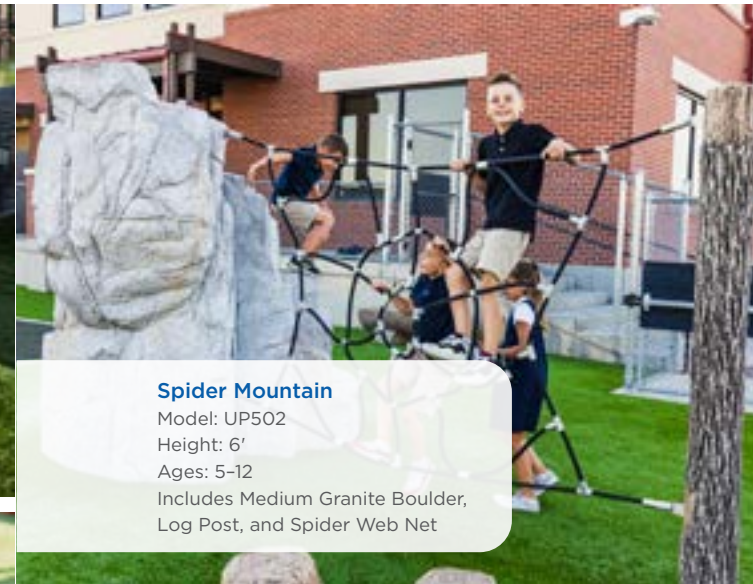 Spider Mountain
Model: UP502
Height: 6'
Ages: 5–12
Includes Medium Granite Boulder,
Log Post, and Spider Web Net